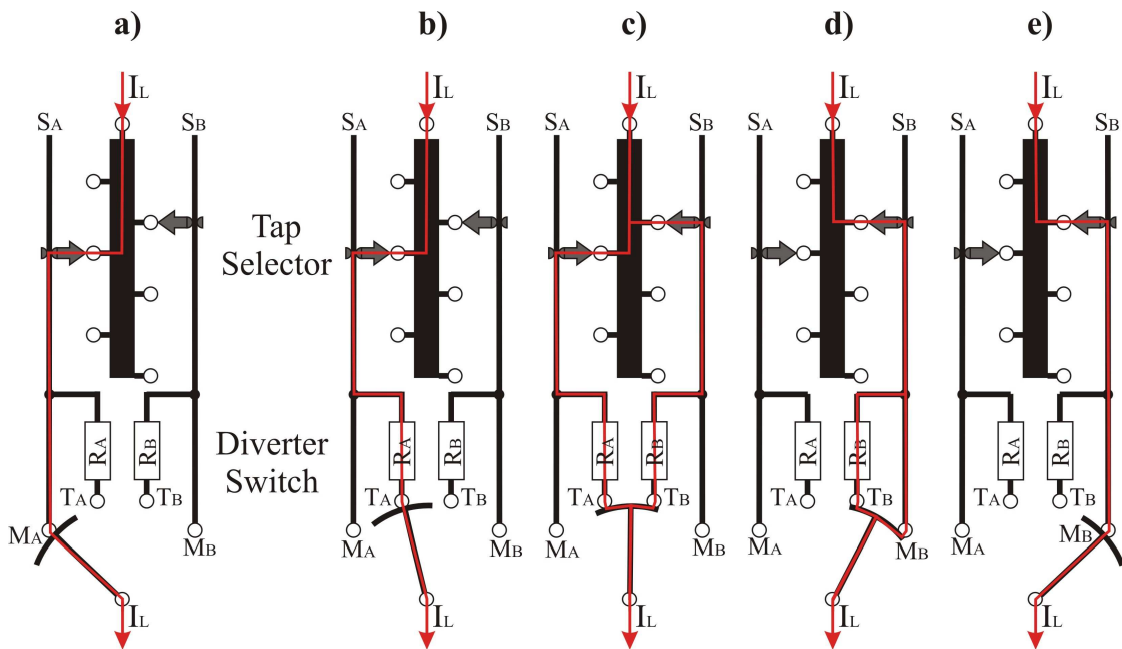 a) b) c) d) e)
IL IL IL IL IL
SA SB SA SB SA SB SA SB SA SB
Tap
Selector
Diverter
Switch
RA RB RA RB RA RB RA RB RA RB
TA TB TA TB TA TB TA TB TA TB
MA MB MA MB MA MB MA MB MA MB
IL IL IL IL IL